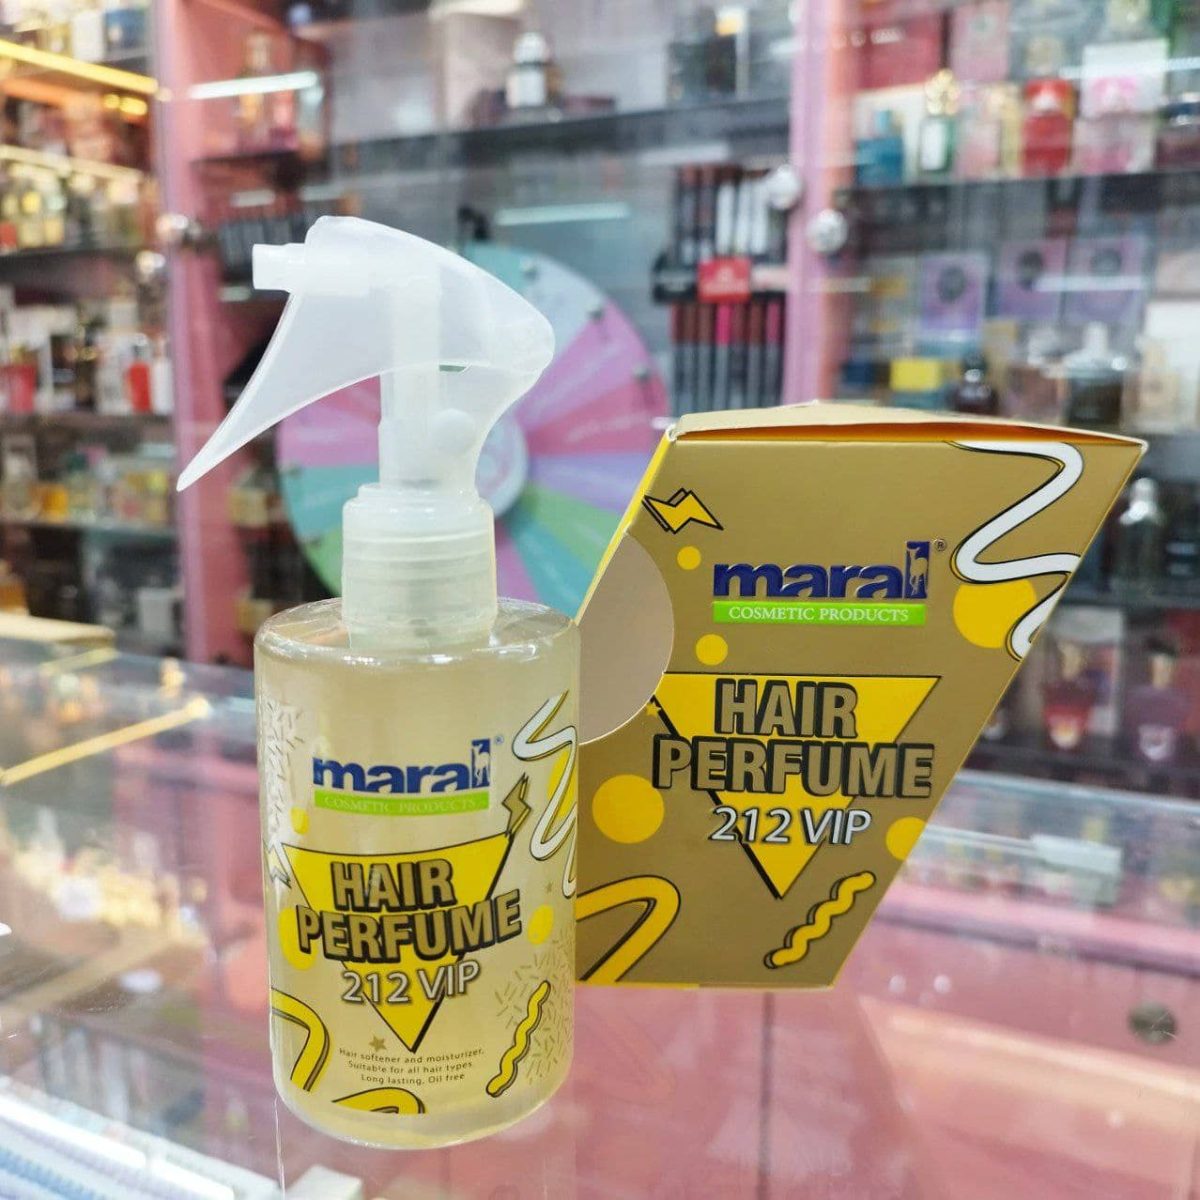 maral®
COSMETIC PRODUCTS
HAIR
PERFUME
212 VIP
Hair softener and moisturizer.
Suitable for all hair types
Long lasting, Oil free
maral®
COSMETIC PRODUCTS
HAIR
PERFUME
212 VIP